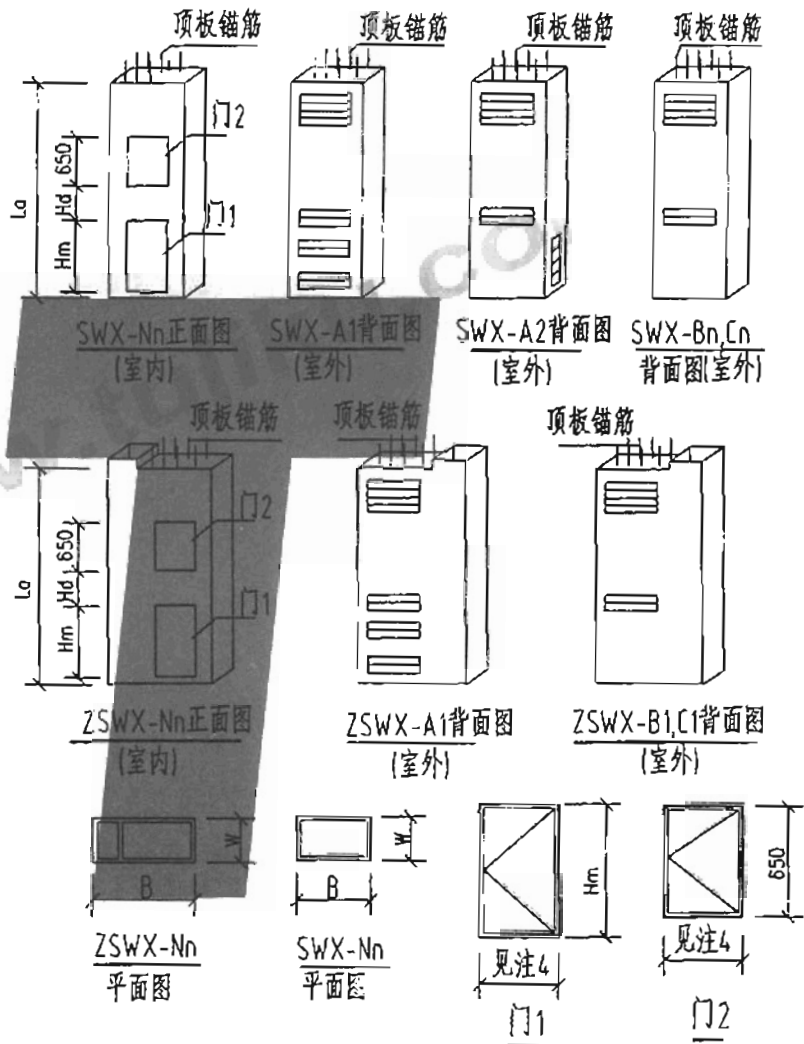 顶板锚筋
顶板锚筋
顶板锚筋
顶板锚筋
门2
650
Hd
La
门1
Hm
SWX-Nn正面图
(室内)
SWX-A1背面图
(室外)
SWX-A2背面图
(室外)
SWX-Bn,Cn
背面图(室外)
顶板锚筋
顶板锚筋
顶板锚筋
门2
650
Hd
La
门1
Hm
ZSWX-Nn正面图
(室内)
ZSWX-A1背面图
(室外)
ZSWX-B1,C1背面图
(室外)
W
B
ZSWX-Nn
平面图
W
B
SWX-Nn
平面图
Hm
见注4
门1
650
见注4
门2